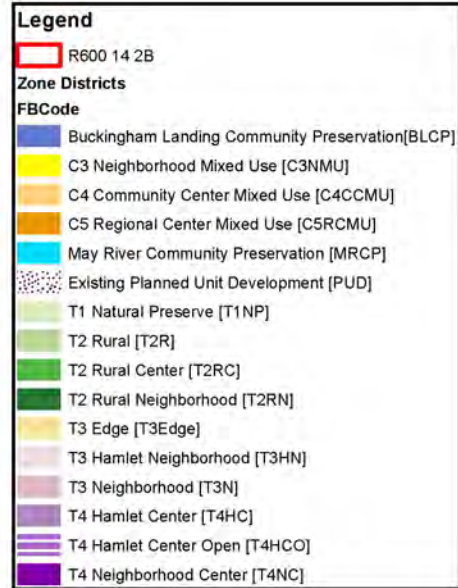 Legend
R600 14 2B
Zone Districts
FBCode
Buckingham Landing Community Preservation[BLCP]
C3 Neighborhood Mixed Use [C3NMU]
C4 Community Center Mixed Use [C4CCMU]
C5 Regional Center Mixed Use [C5RCMU]
May River Community Preservation [MRCP]
Existing Planned Unit Development [PUD]
T1 Natural Preserve [T1NP]
T2 Rural [T2R]
T2 Rural Center [T2RC]
T2 Rural Neighborhood [T2RN]
T3 Edge [T3Edge]
T3 Hamlet Neighborhood [T3HN]
T3 Neighborhood [T3N]
T4 Hamlet Center [T4HC]
T4 Hamlet Center Open [T4HCO]
T4 Neighborhood Center [T4NC]